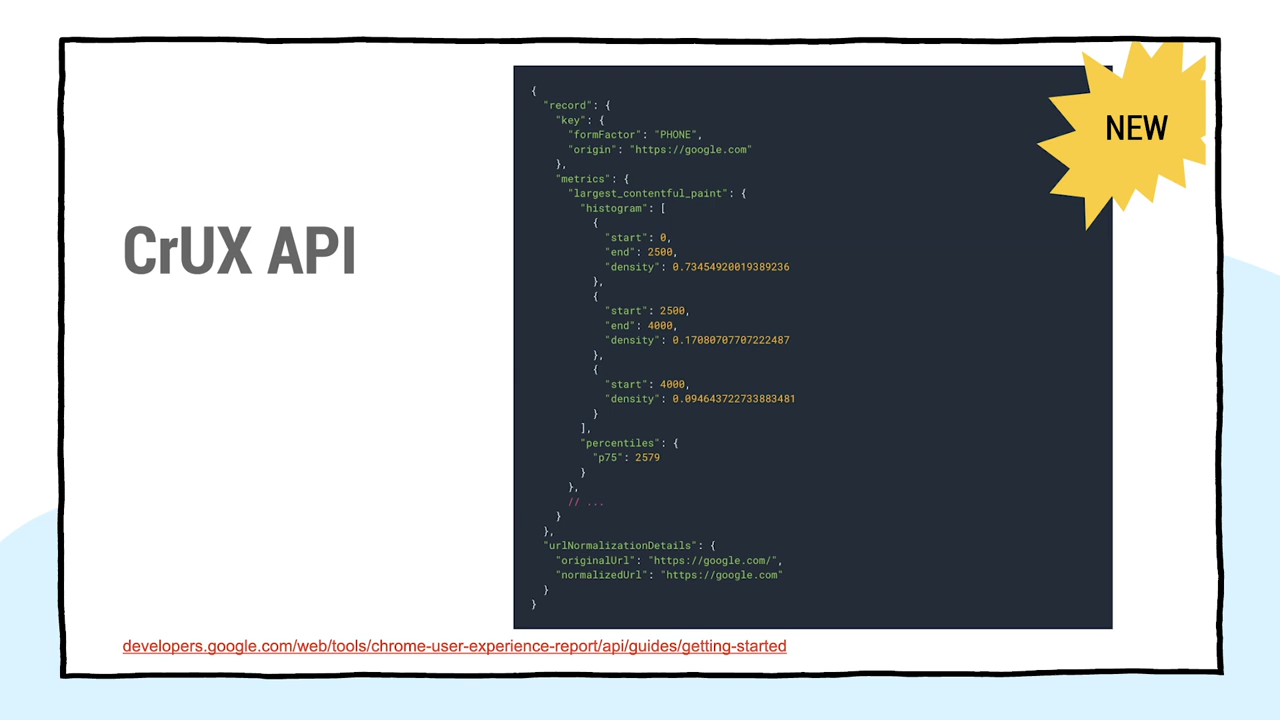 CrUX API
{
"record": {
"key": {
"formFactor": "PHONE",
"origin": "https://google.com"
},
"metrics": {
"largest_contentful_paint": {
"histogram": [
{
"start": 0,
"end": 2500,
"density": 0.73454920019389236
},
{
"start": 2500,
"end": 4000,
"density": 0.17080707707222487
},
{
"start": 4000,
"density": 0.094643722733883481
}
],
"percentiles": {
"p75": 2579
}
},
// ...
}
},
"urlNormalizationDetails": {
"originalUrl": "https://google.com/",
"normalizedUrl": "https://google.com"
}
}
NEW
developers.google.com/web/tools/chrome-user-experience-report/api/guides/getting-started